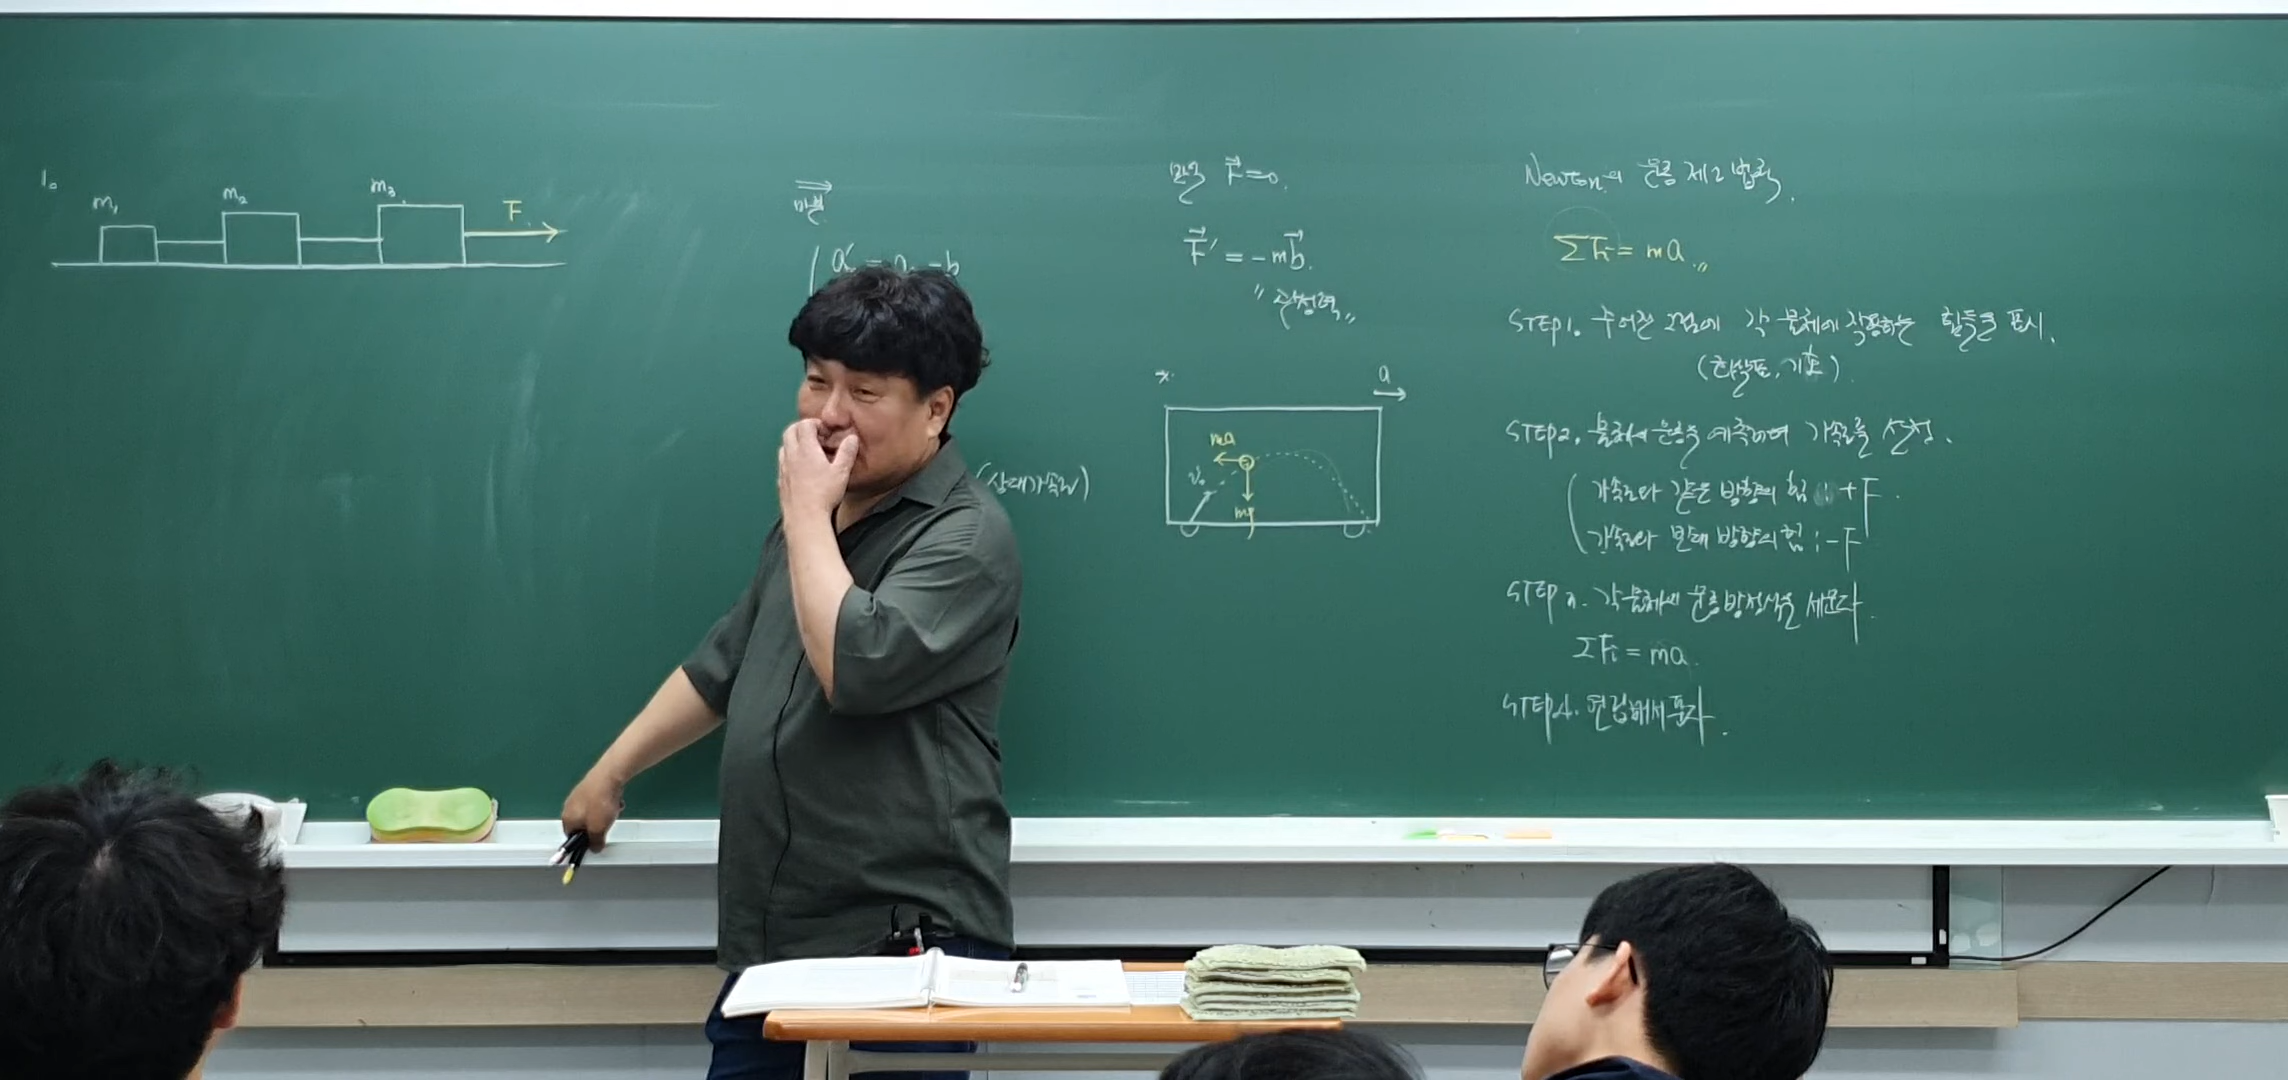 1.
m₁ m₂ m₃ F
미분
a′ = a - b
(상대가속도)
만약 F⃗=0.
F⃗′ = -mb⃗.
"관성력"
※ a
ma
v₀
mg
Newton의 운동 제2법칙.
ΣFi = ma.〃
STEP1. 주어진 그림에 각 물체에 작용하는 힘들을 표시.
(화살표, 기호).
STEP2. 물체의 운동을 예측하여 가속도를 설정.
가속도와 같은 방향의 힘 : +F.
가속도와 반대 방향의 힘 : -F
STEP3. 각 물체의 운동방정식을 세운다.
ΣFi = ma.
STEP4. 연립해서 푼다.